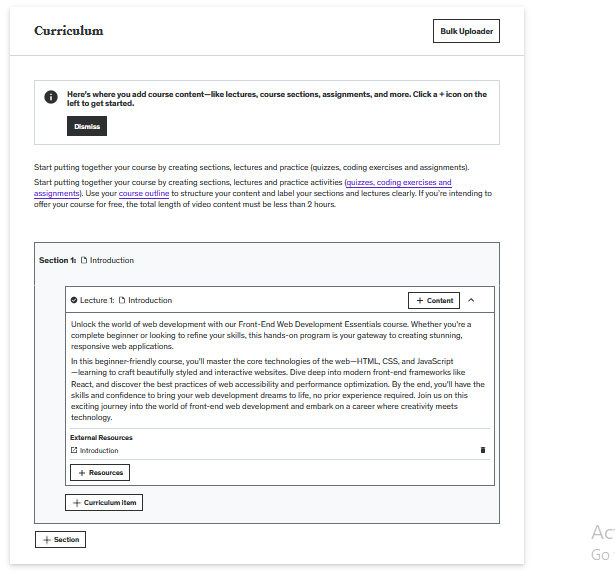 Curriculum
Bulk Uploader
Here's where you add course content—like lectures, course sections, assignments, and more. Click a + icon on the
left to get started.
Dismiss
Start putting together your course by creating sections, lectures and practice (quizzes, coding exercises and assignments).
Start putting together your course by creating sections, lectures and practice activities (quizzes, coding exercises and
assignments). Use your course outline to structure your content and label your sections and lectures clearly. If you're intending to
offer your course for free, the total length of video content must be less than 2 hours.
Section 1: Introduction
Lecture 1: Introduction
+ Content
Unlock the world of web development with our Front-End Web Development Essentials course. Whether you're a
complete beginner or looking to refine your skills, this hands-on program is your gateway to creating stunning,
responsive web applications.
In this beginner-friendly course, you'll master the core technologies of the web—HTML, CSS, and JavaScript
—learning to craft beautifully styled and interactive websites. Dive deep into modern front-end frameworks like
React, and discover the best practices of web accessibility and performance optimization. By the end, you'll have the
skills and confidence to bring your web development dreams to life, no prior experience required. Join us on this
exciting journey into the world of front-end web development and embark on a career where creativity meets
technology.
External Resources
Introduction
+ Resources
+ Curriculum item
+ Section
Go